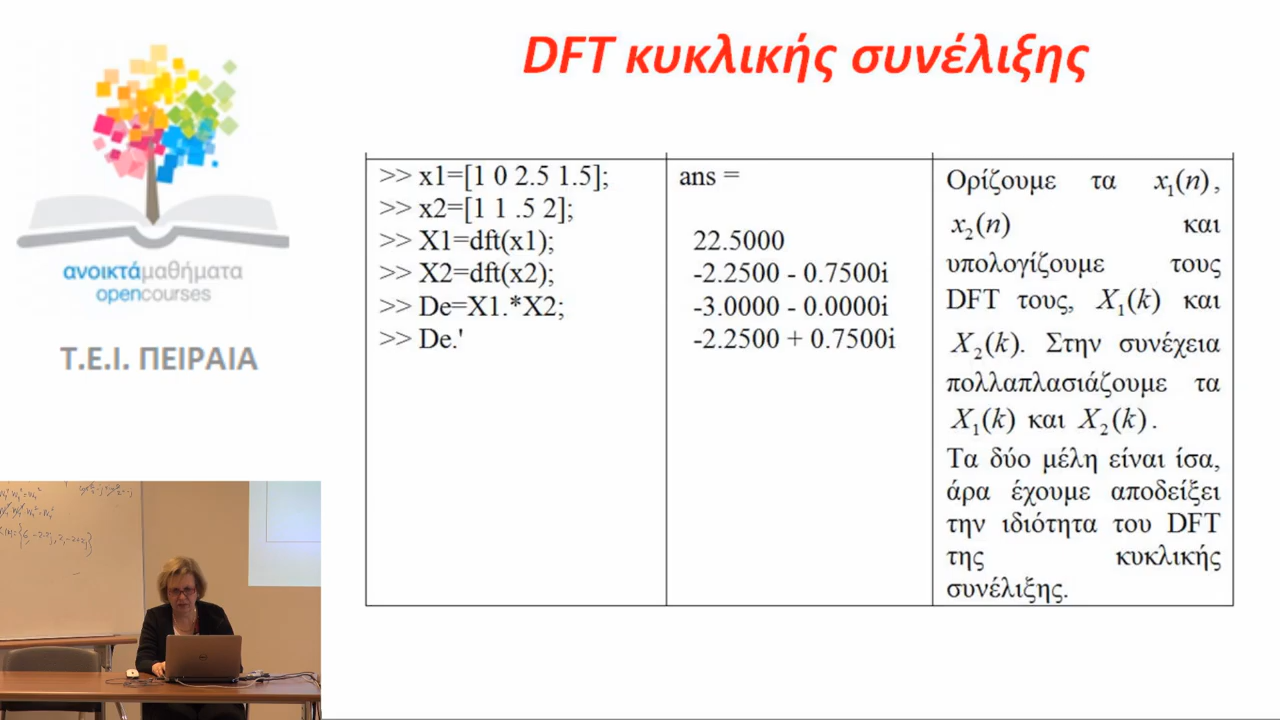 DFT κυκλικής συνέλιξης
ανοικτάμαθήματα
opencourses
Τ.Ε.Ι. ΠΕΙΡΑΙΑ
>> x1=[1 0 2.5 1.5];
>> x2=[1 1 .5 2];
>> X1=dft(x1);
>> X2=dft(x2);
>> De=X1.*X2;
>> De.'
ans =
22.5000
-2.2500 - 0.7500i
-3.0000 - 0.0000i
-2.2500 + 0.7500i
Ορίζουμε τα x₁(n),
x₂(n) και
υπολογίζουμε τους
DFT τους, X₁(k) και
X₂(k). Στην συνέχεια
πολλαπλασιάζουμε τα
X₁(k) και X₂(k).
Τα δύο μέλη είναι ίσα,
άρα έχουμε αποδείξει
την ιδιότητα του DFT
της κυκλικής
συνέλιξης.